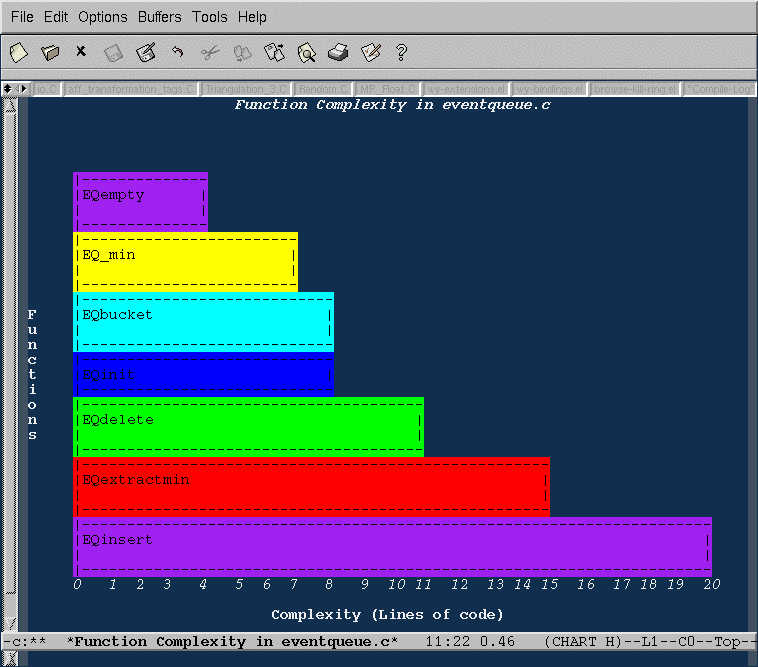 File Edit Options Buffers Tools Help
io.C aff_transformation_tags.C Triangulation_3.C Random.C MP_Float.C wy-extensions.el wy-bindings.el browse-kill-ring.el *Compile-Log*
Function Complexity in eventqueue.c
EQempty
EQ_min
EQbucket
EQinit
EQdelete
EQextractmin
EQinsert
Functions
0 1 2 3 4 5 6 7 8 9 10 11 12 13 14 15 16 17 18 19 20
Complexity (Lines of code)
-c:** *Function Complexity in eventqueue.c* 11:22 0.46 (CHART H)--L1--C0--Top--